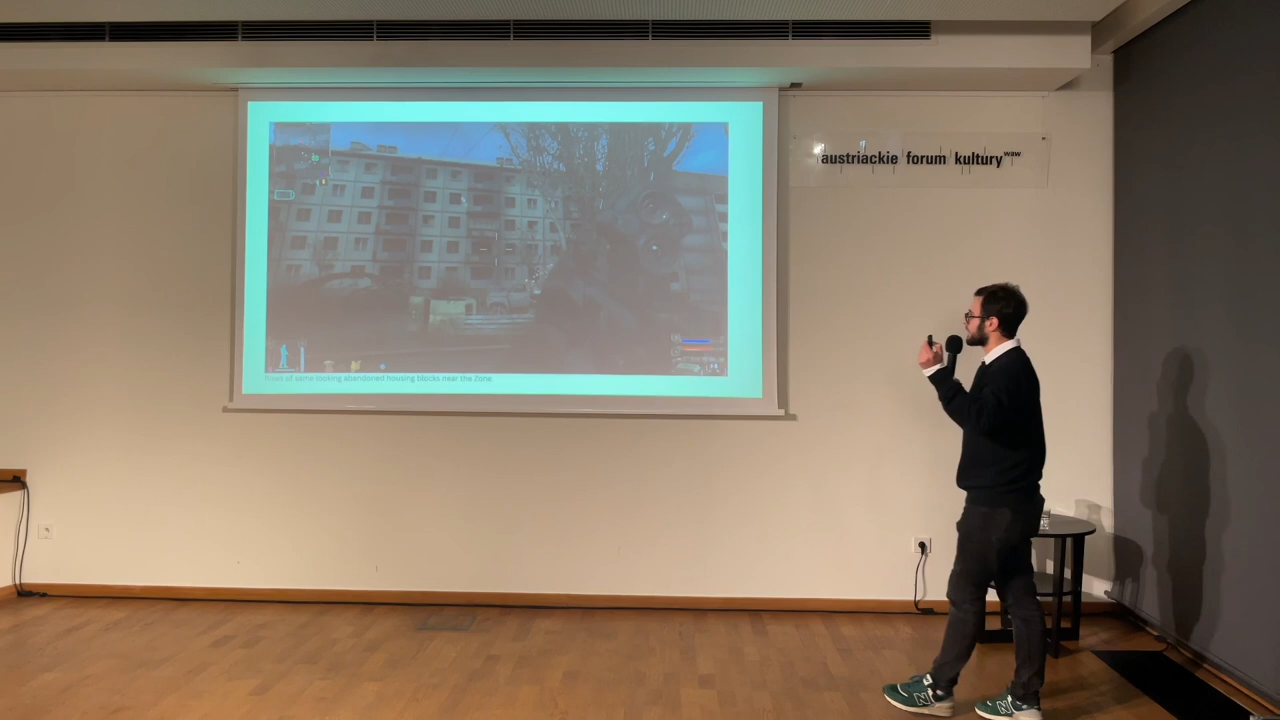 austriackie forum kultury waw
Rows of same looking abandoned housing blocks near the Zone.
N
N